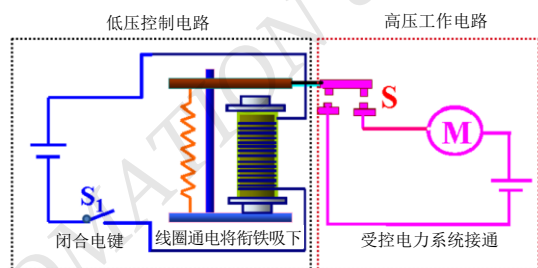 低压控制电路
高压工作电路
S
M
S1
闭合电键
线圈通电将衔铁吸下
受控电力系统接通